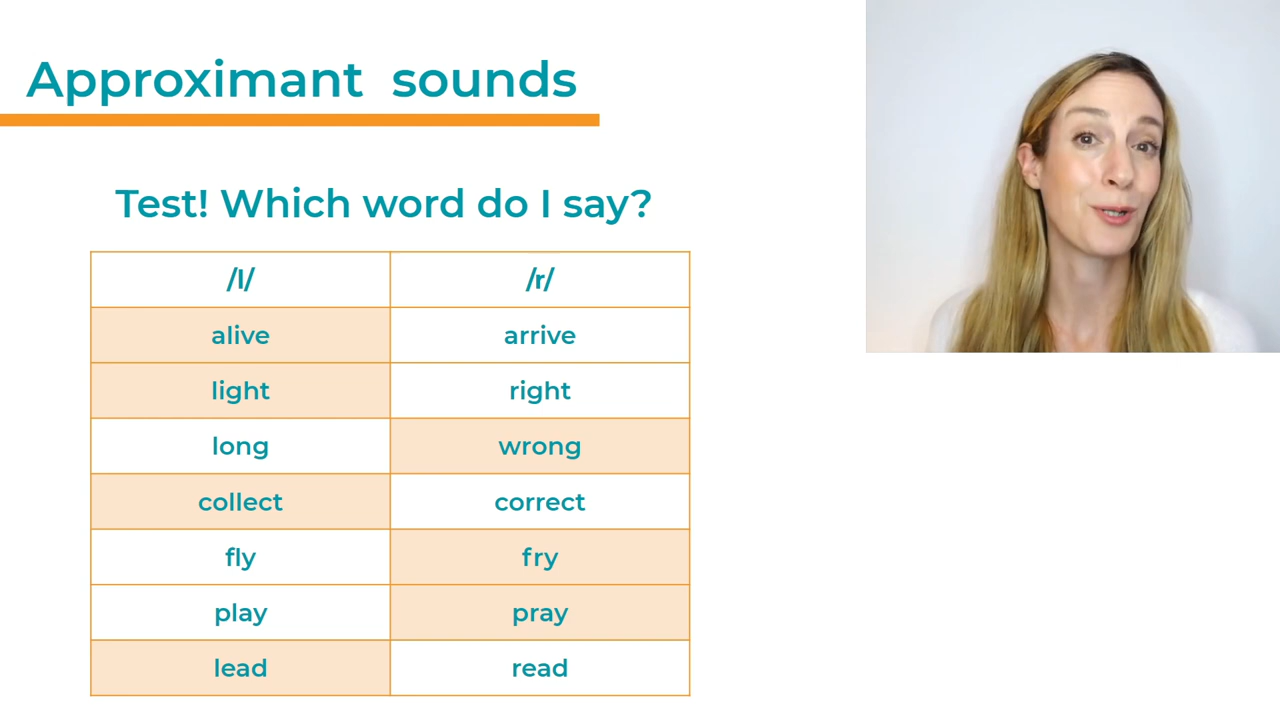 Approximant sounds
Test! Which word do I say?
/l/ /r/
alive arrive
light right
long wrong
collect correct
fly fry
play pray
lead read